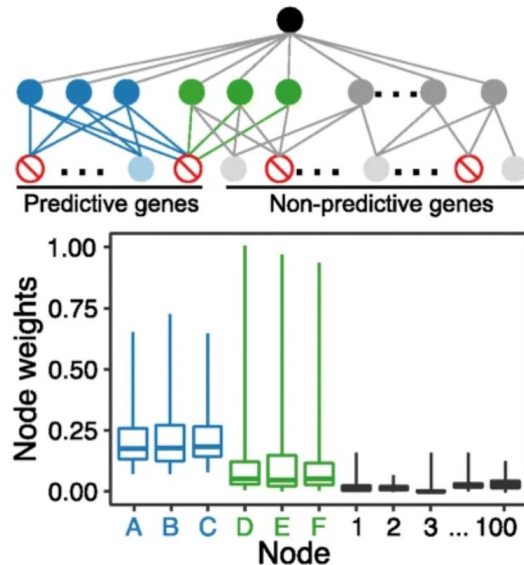 Predictive genes Non-predictive genes
Node weights
1.00
0.75
0.50
0.25
0.00
A B C D E F 1 2 3 ... 100
Node